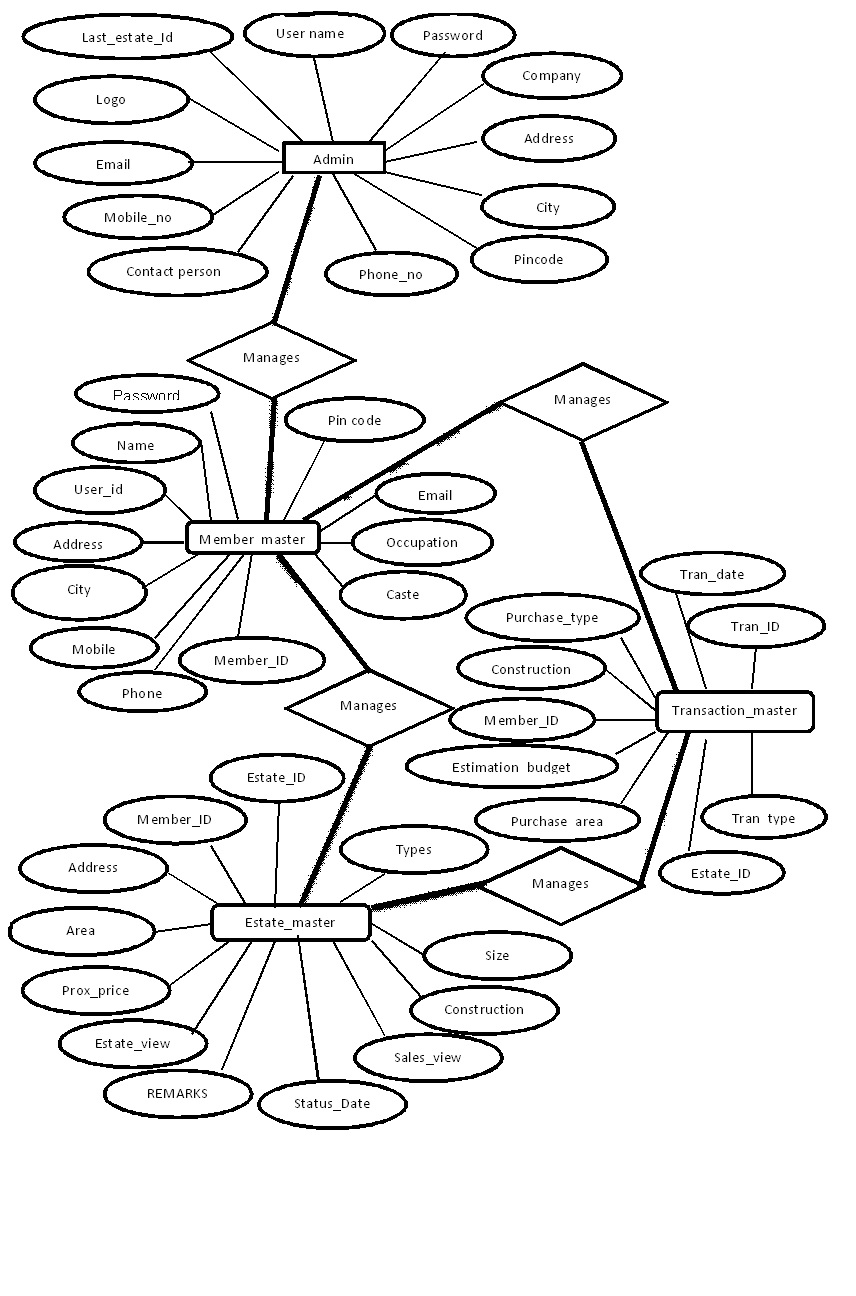 Last_estate_Id
User name
Password
Company
Logo
Address
Email
Admin
City
Mobile_no
Pincode
Contact person
Phone_no
Manages
Manages
Password
Pin code
Name
User_id
Email
Member master
Address
Occupation
City
Caste
Mobile
Member_ID
Phone
Tran_date
Purchase_type
Tran_ID
Construction
Manages
Member_ID
Transaction_master
Estimation budget
Estate_ID
Member_ID
Purchase area
Tran type
Types
Address
Manages
Estate_ID
Area
Estate_master
Size
Prox_price
Construction
Estate_view
Sales_view
REMARKS
Status_Date